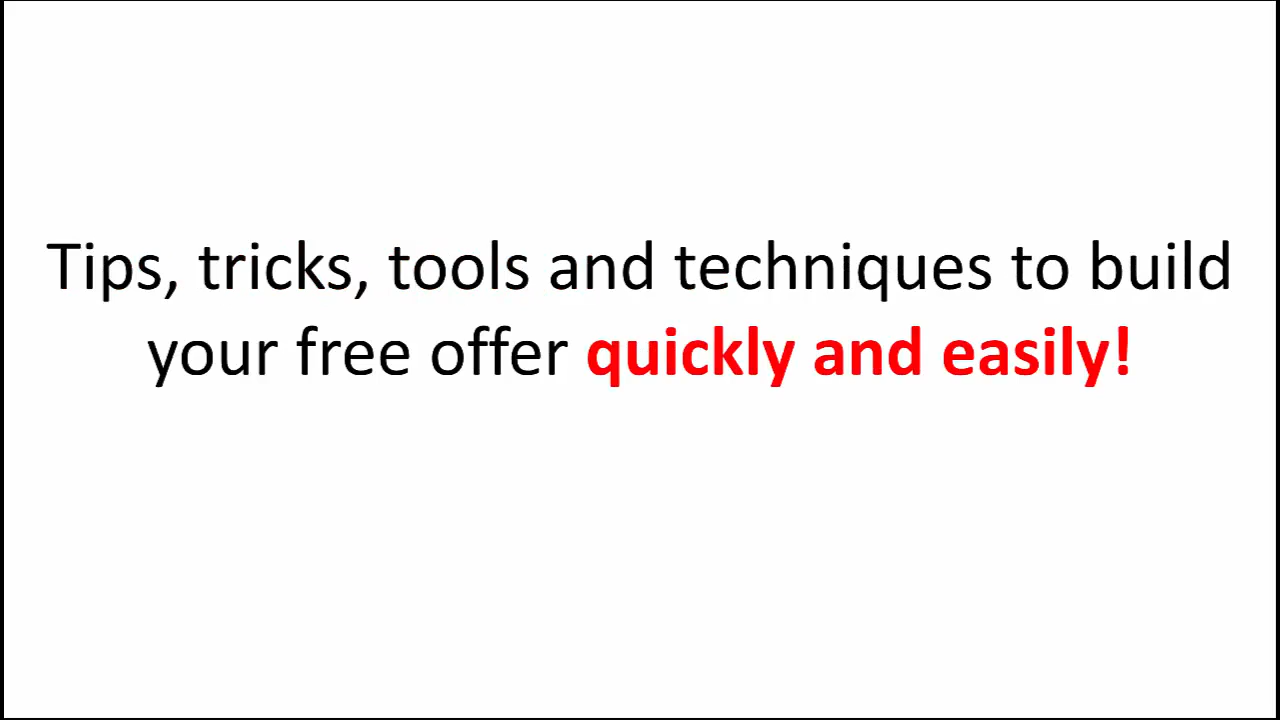 Tips, tricks, tools and techniques to build
your free offer quickly and easily!